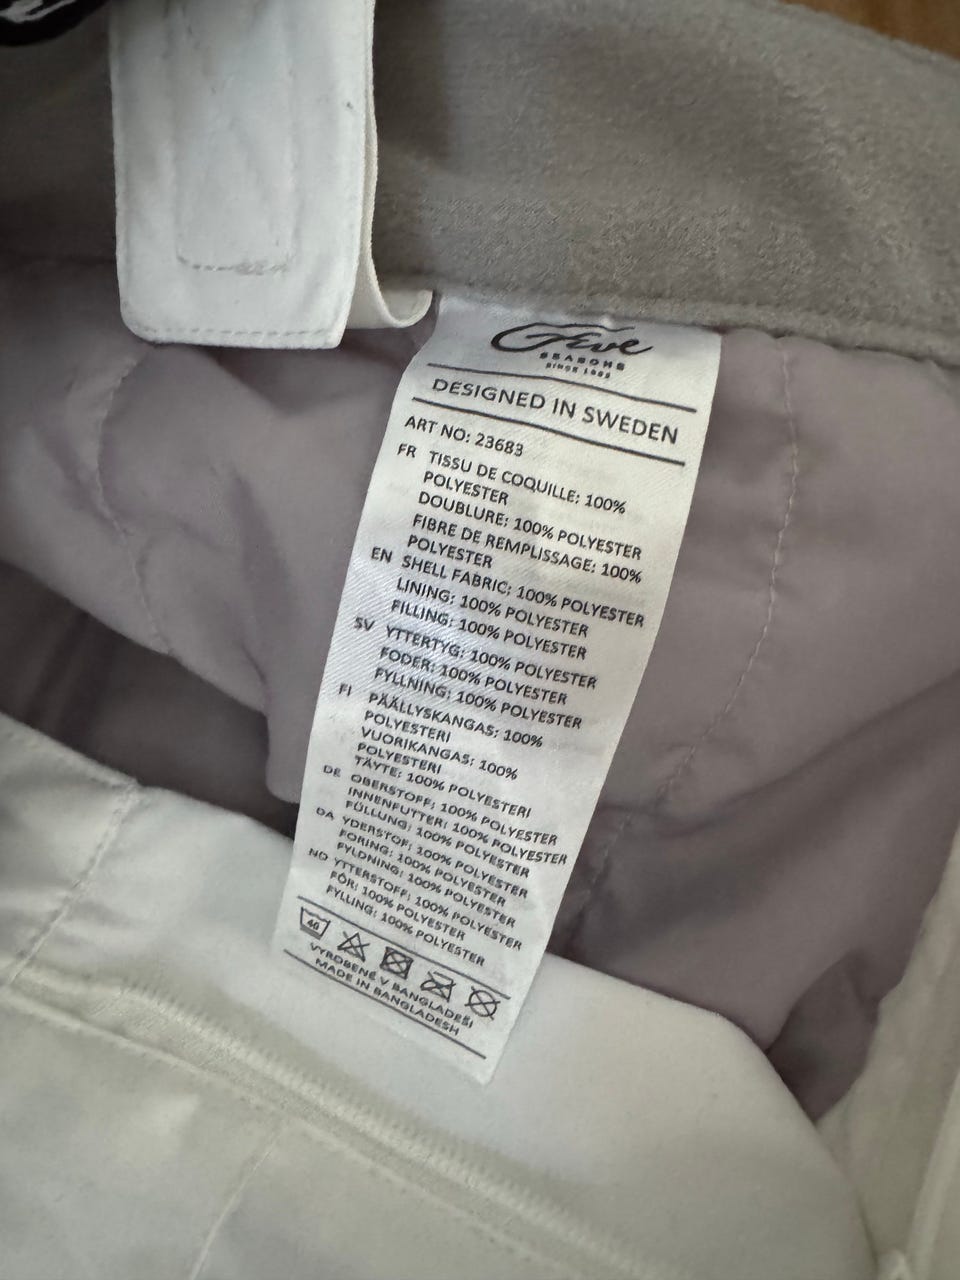 Five
SEASONS
DESIGNED IN SWEDEN
ART NO: 23683
FR TISSU DE COQUILLE: 100%
POLYESTER
DOUBLURE: 100% POLYESTER
FIBRE DE REMPLISSAGE: 100%
POLYESTER
EN SHELL FABRIC: 100% POLYESTER
LINING: 100% POLYESTER
FILLING: 100% POLYESTER
SV YTTERTYG: 100% POLYESTER
FODER: 100% POLYESTER
FYLLNING: 100% POLYESTER
FI PÄÄLLYSKANGAS: 100%
POLYESTERI
VUORIKANGAS: 100%
POLYESTERI
TÄYTE: 100% POLYESTERI
DE OBERSTOFF: 100% POLYESTER
INNENFUTTER: 100% POLYESTER
FÜLLUNG: 100% POLYESTER
DA YDERSTOF: 100% POLYESTER
FORING: 100% POLYESTER
FYLDNING: 100% POLYESTER
NO YTTERSTOFF: 100% POLYESTER
FÔR: 100% POLYESTER
FYLLING: 100% POLYESTER
40
VYROBENÉ V BANGLADÉŠI
MADE IN BANGLADESH